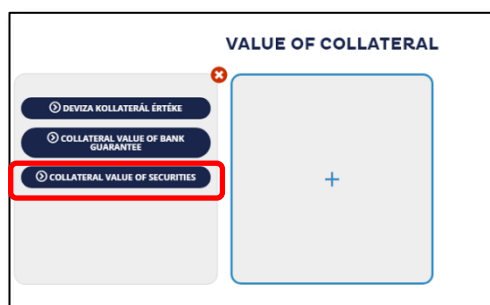 VALUE OF COLLATERAL
DEVIZA KOLLATERÁL ÉRTÉKE
COLLATERAL VALUE OF BANK
GUARANTEE
COLLATERAL VALUE OF SECURITIES